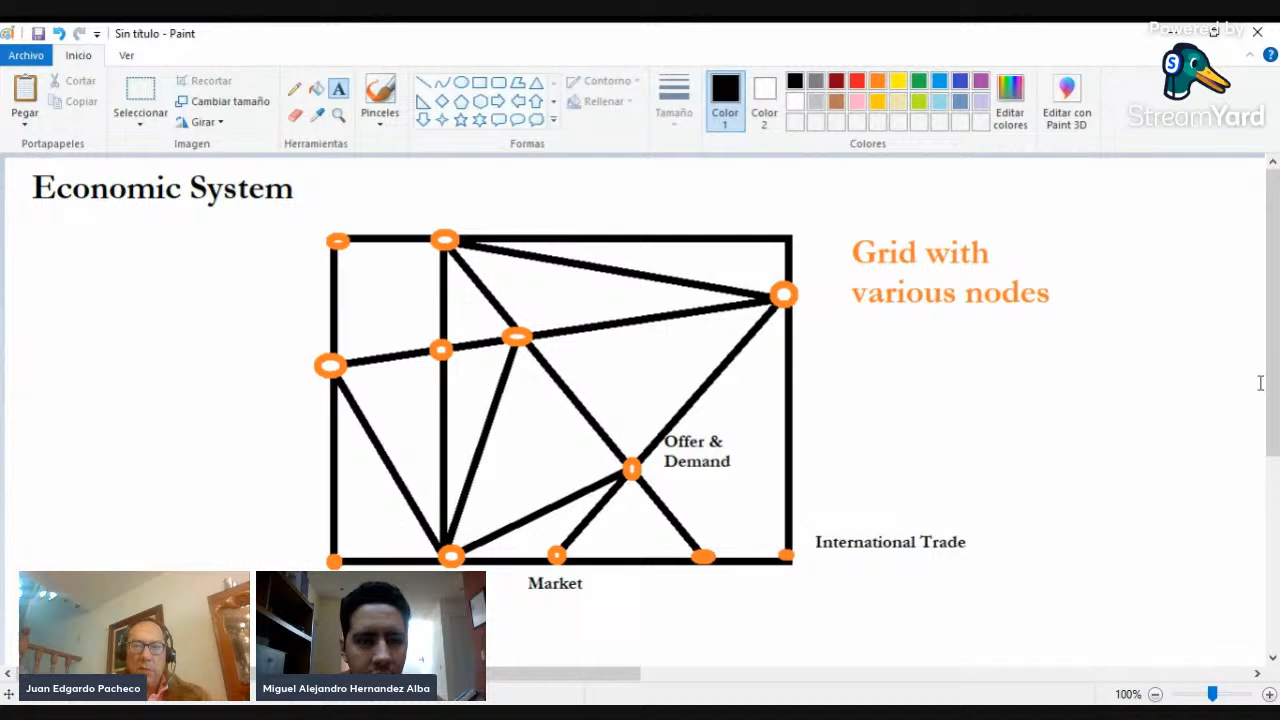 Powered by
Sin título - Paint
Archivo
Inicio
Ver
Pegar
Cortar
Copiar
Portapapeles
Seleccionar
Recortar
Cambiar tamaño
Girar
Imagen
A
Herramientas
Pinceles
Contorno
Rellenar
Formas
Tamaño
Color
1
Color
2
Editar
colores
Colores
Editar con
Paint 3D
S
StreamYard
Economic System
Grid with
various nodes
Offer &
Demand
International Trade
Market
Juan Edgardo Pacheco
Miguel Alejandro Hernandez Alba
100%